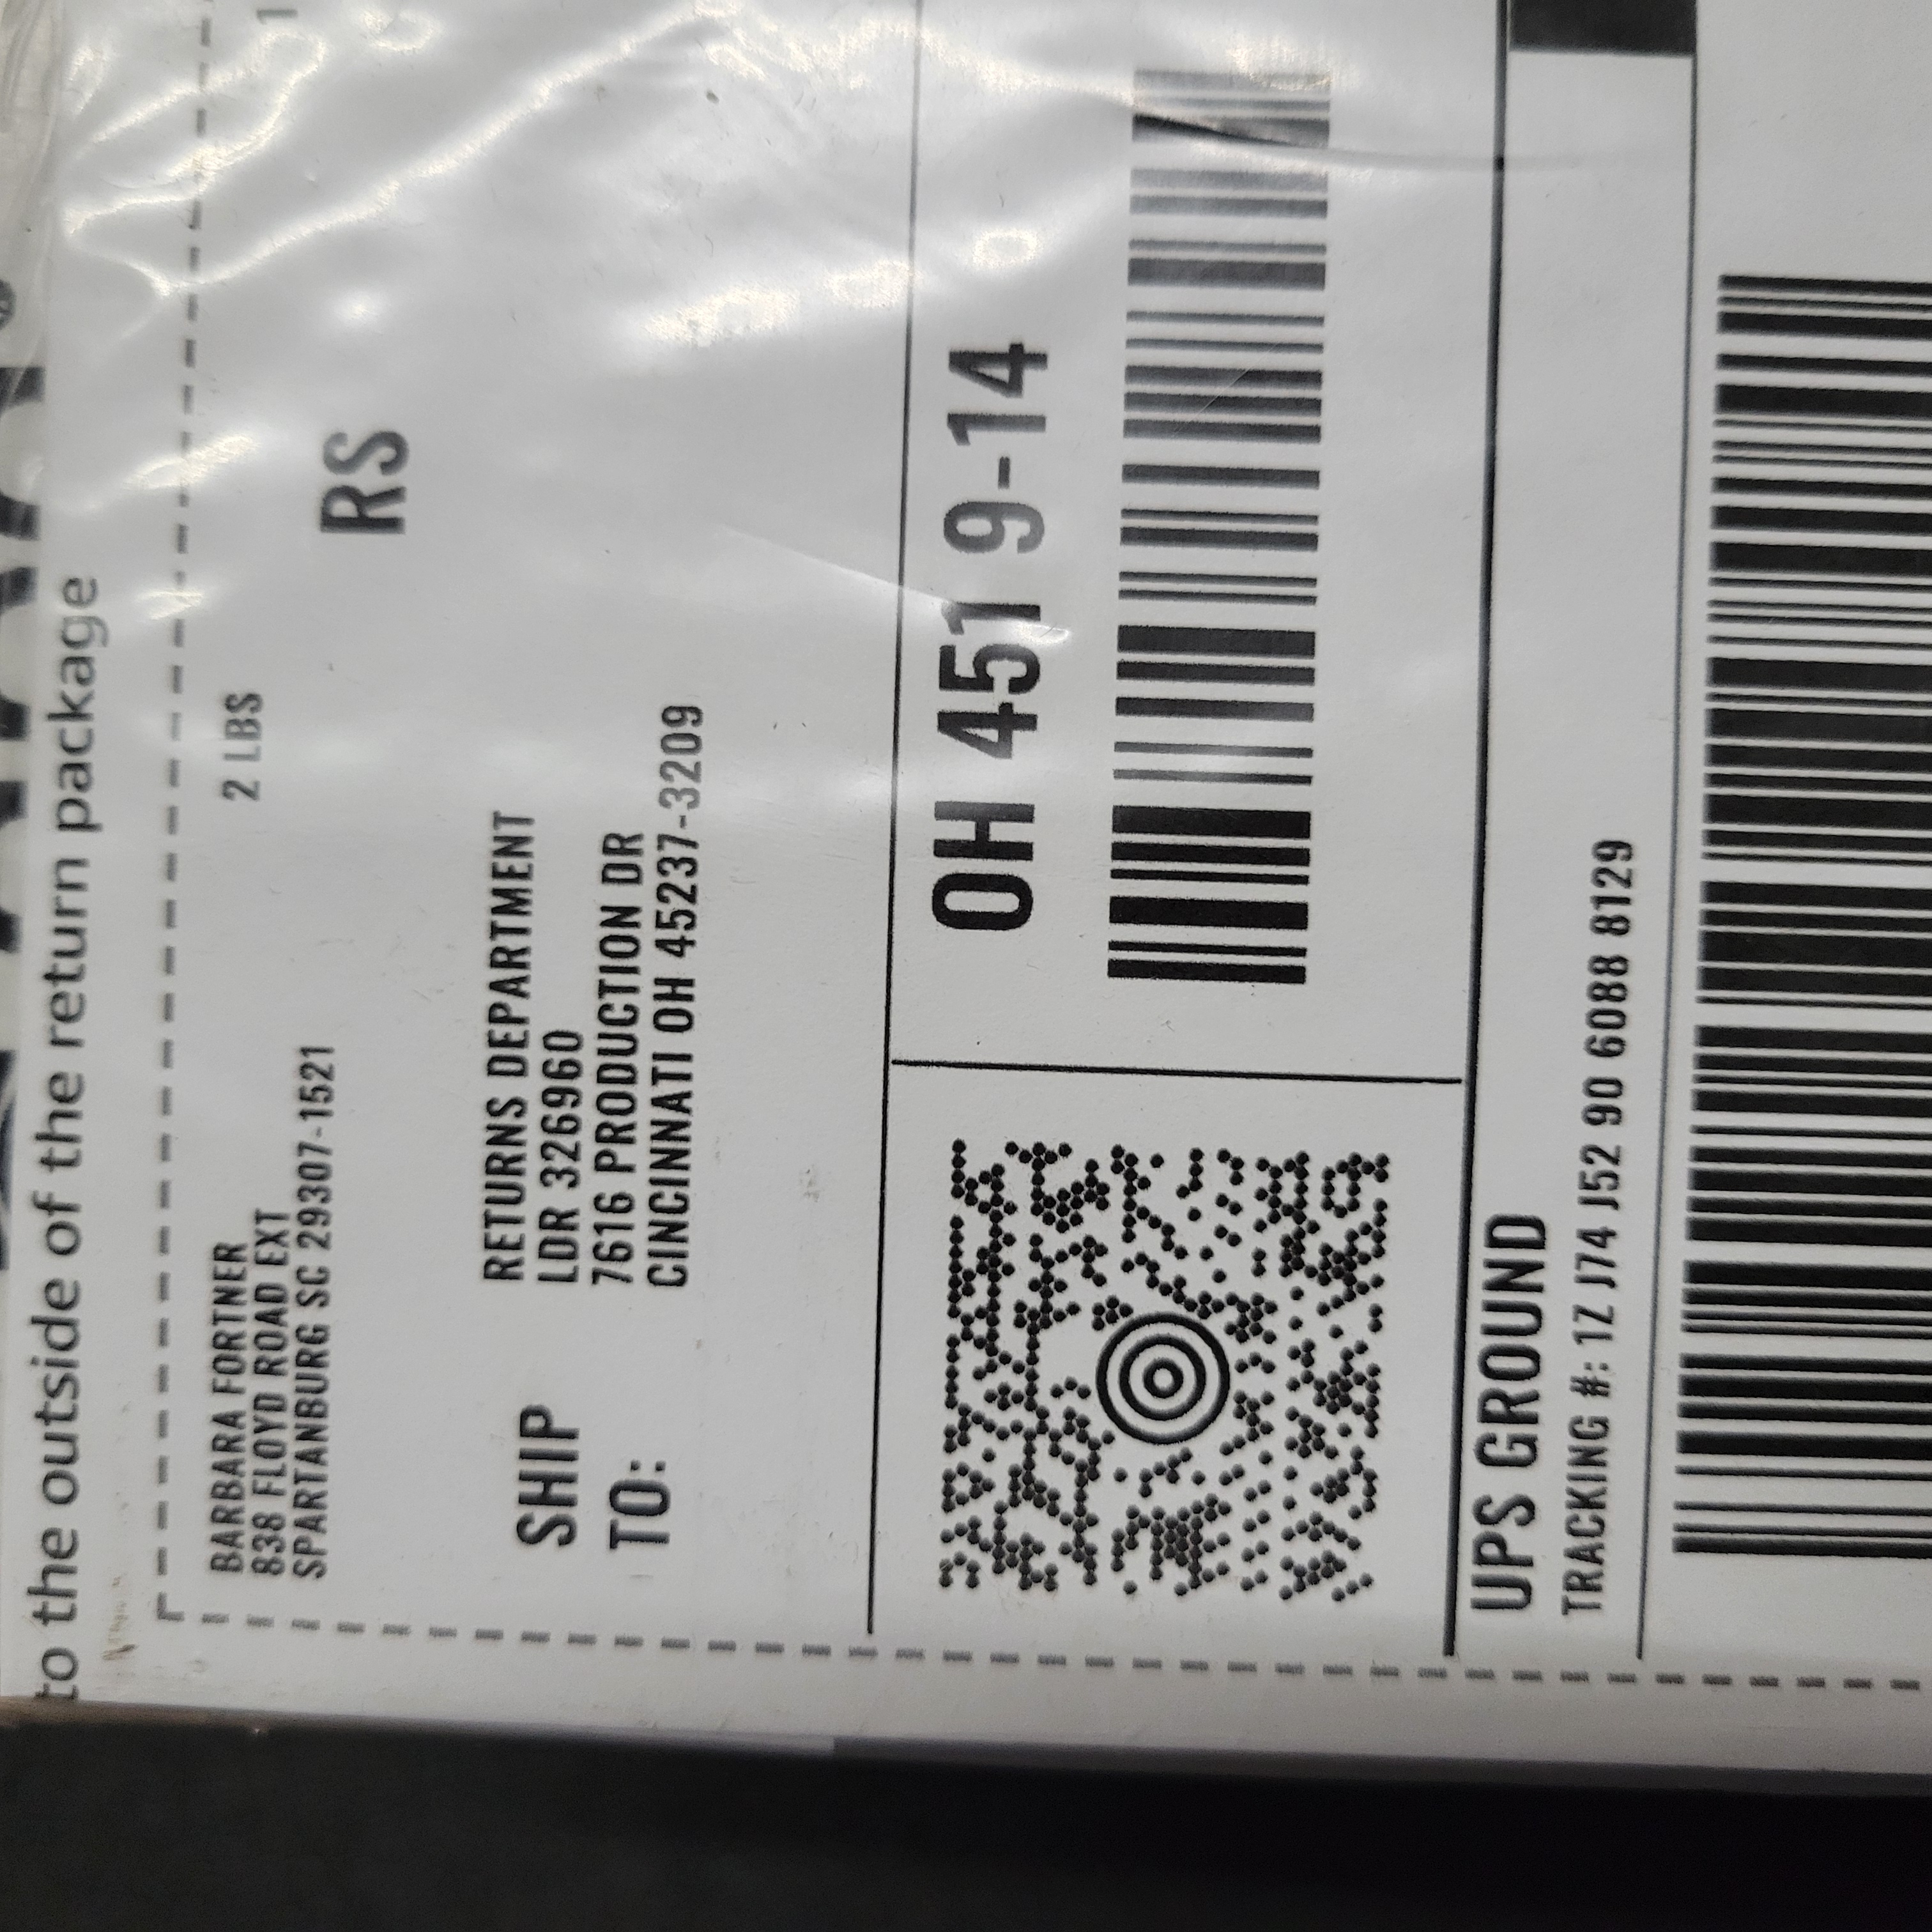 to the outside of the return package
BARBARA FORTNER
838 FLOYD ROAD EXT
SPARTANBURG SC 29307-1521
2 LBS
1
RS
SHIP
TO:
RETURNS DEPARTMENT
LDR 326960
7616 PRODUCTION DR
CINCINNATI OH 45237-3209
OH 451 9-14
UPS GROUND
TRACKING #: 1Z J74 J52 90 6088 8129